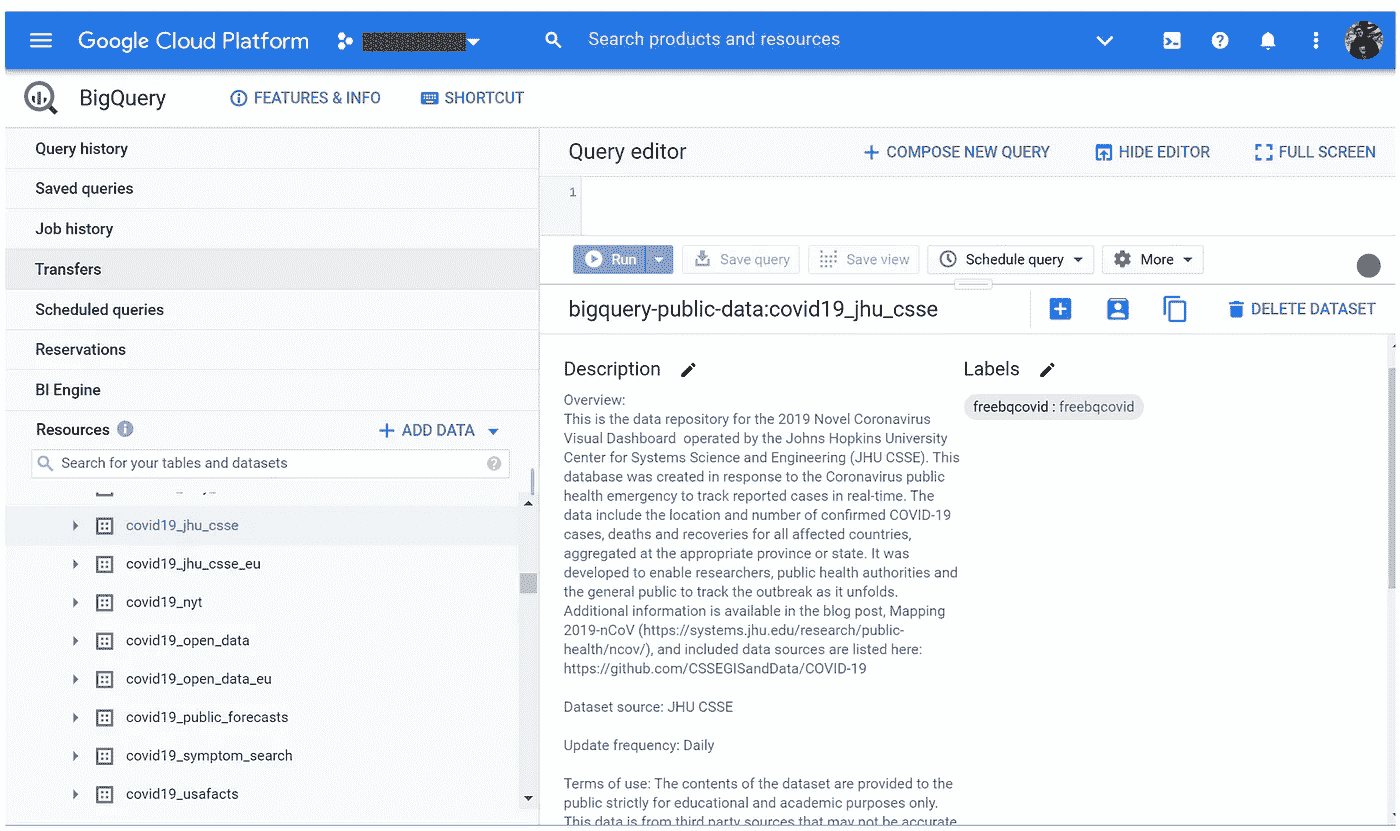 Google Cloud Platform
Search products and resources
BigQuery
FEATURES & INFO
SHORTCUT
Query history
Saved queries
Job history
Transfers
Scheduled queries
Reservations
BI Engine
Resources
+ ADD DATA
Search for your tables and datasets
covid19_jhu_csse
covid19_jhu_csse_eu
covid19_nyt
covid19_open_data
covid19_open_data_eu
covid19_public_forecasts
covid19_symptom_search
covid19_usafacts
Query editor
+ COMPOSE NEW QUERY
HIDE EDITOR
FULL SCREEN
1
Run
Save query
Save view
Schedule query
More
bigquery-public-data:covid19_jhu_csse
DELETE DATASET
Description
Overview:
This is the data repository for the 2019 Novel Coronavirus
Visual Dashboard operated by the Johns Hopkins University
Center for Systems Science and Engineering (JHU CSSE). This
database was created in response to the Coronavirus public
health emergency to track reported cases in real-time. The
data include the location and number of confirmed COVID-19
cases, deaths and recoveries for all affected countries,
aggregated at the appropriate province or state. It was
developed to enable researchers, public health authorities and
the general public to track the outbreak as it unfolds.
Additional information is available in the blog post, Mapping
2019-nCoV (https://systems.jhu.edu/research/public-
health/ncov/), and included data sources are listed here:
https://github.com/CSSEGISandData/COVID-19
Dataset source: JHU CSSE
Update frequency: Daily
Terms of use: The contents of the dataset are provided to the
public strictly for educational and academic purposes only.
This data is from third party sources that may not be accurate
Labels
freebqcovid : freebqcovid